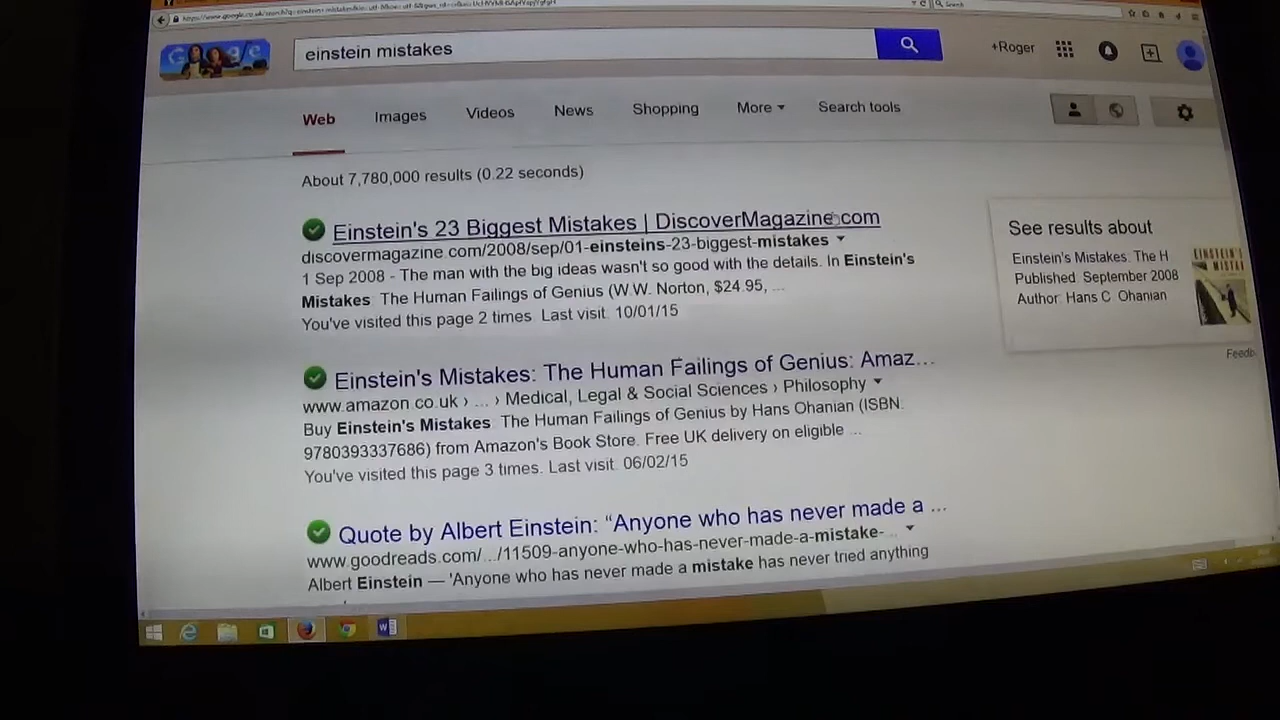 Search
einstein mistakes
+Roger
Web Images Videos News Shopping More Search tools
About 7,780,000 results (0.22 seconds)
Einstein's 23 Biggest Mistakes | DiscoverMagazine.com
discovermagazine.com/2008/sep/01-einsteins-23-biggest-mistakes
1 Sep 2008 - The man with the big ideas wasn't so good with the details. In Einstein's
Mistakes: The Human Failings of Genius (W.W. Norton, $24.95, ...
You've visited this page 2 times. Last visit: 10/01/15
Einstein's Mistakes: The Human Failings of Genius: Amaz...
www.amazon.co.uk › ... › Medical, Legal & Social Sciences › Philosophy
Buy Einstein's Mistakes: The Human Failings of Genius by Hans Ohanian (ISBN:
9780393337686) from Amazon's Book Store. Free UK delivery on eligible ...
You've visited this page 3 times. Last visit: 06/02/15
Quote by Albert Einstein: “Anyone who has never made a ...
www.goodreads.com/.../11509-anyone-who-has-never-made-a-mistake-...
Albert Einstein — 'Anyone who has never made a mistake has never tried anything
See results about
Einstein's Mistakes: The H
Published: September 2008
Author: Hans C. Ohanian
Feedb